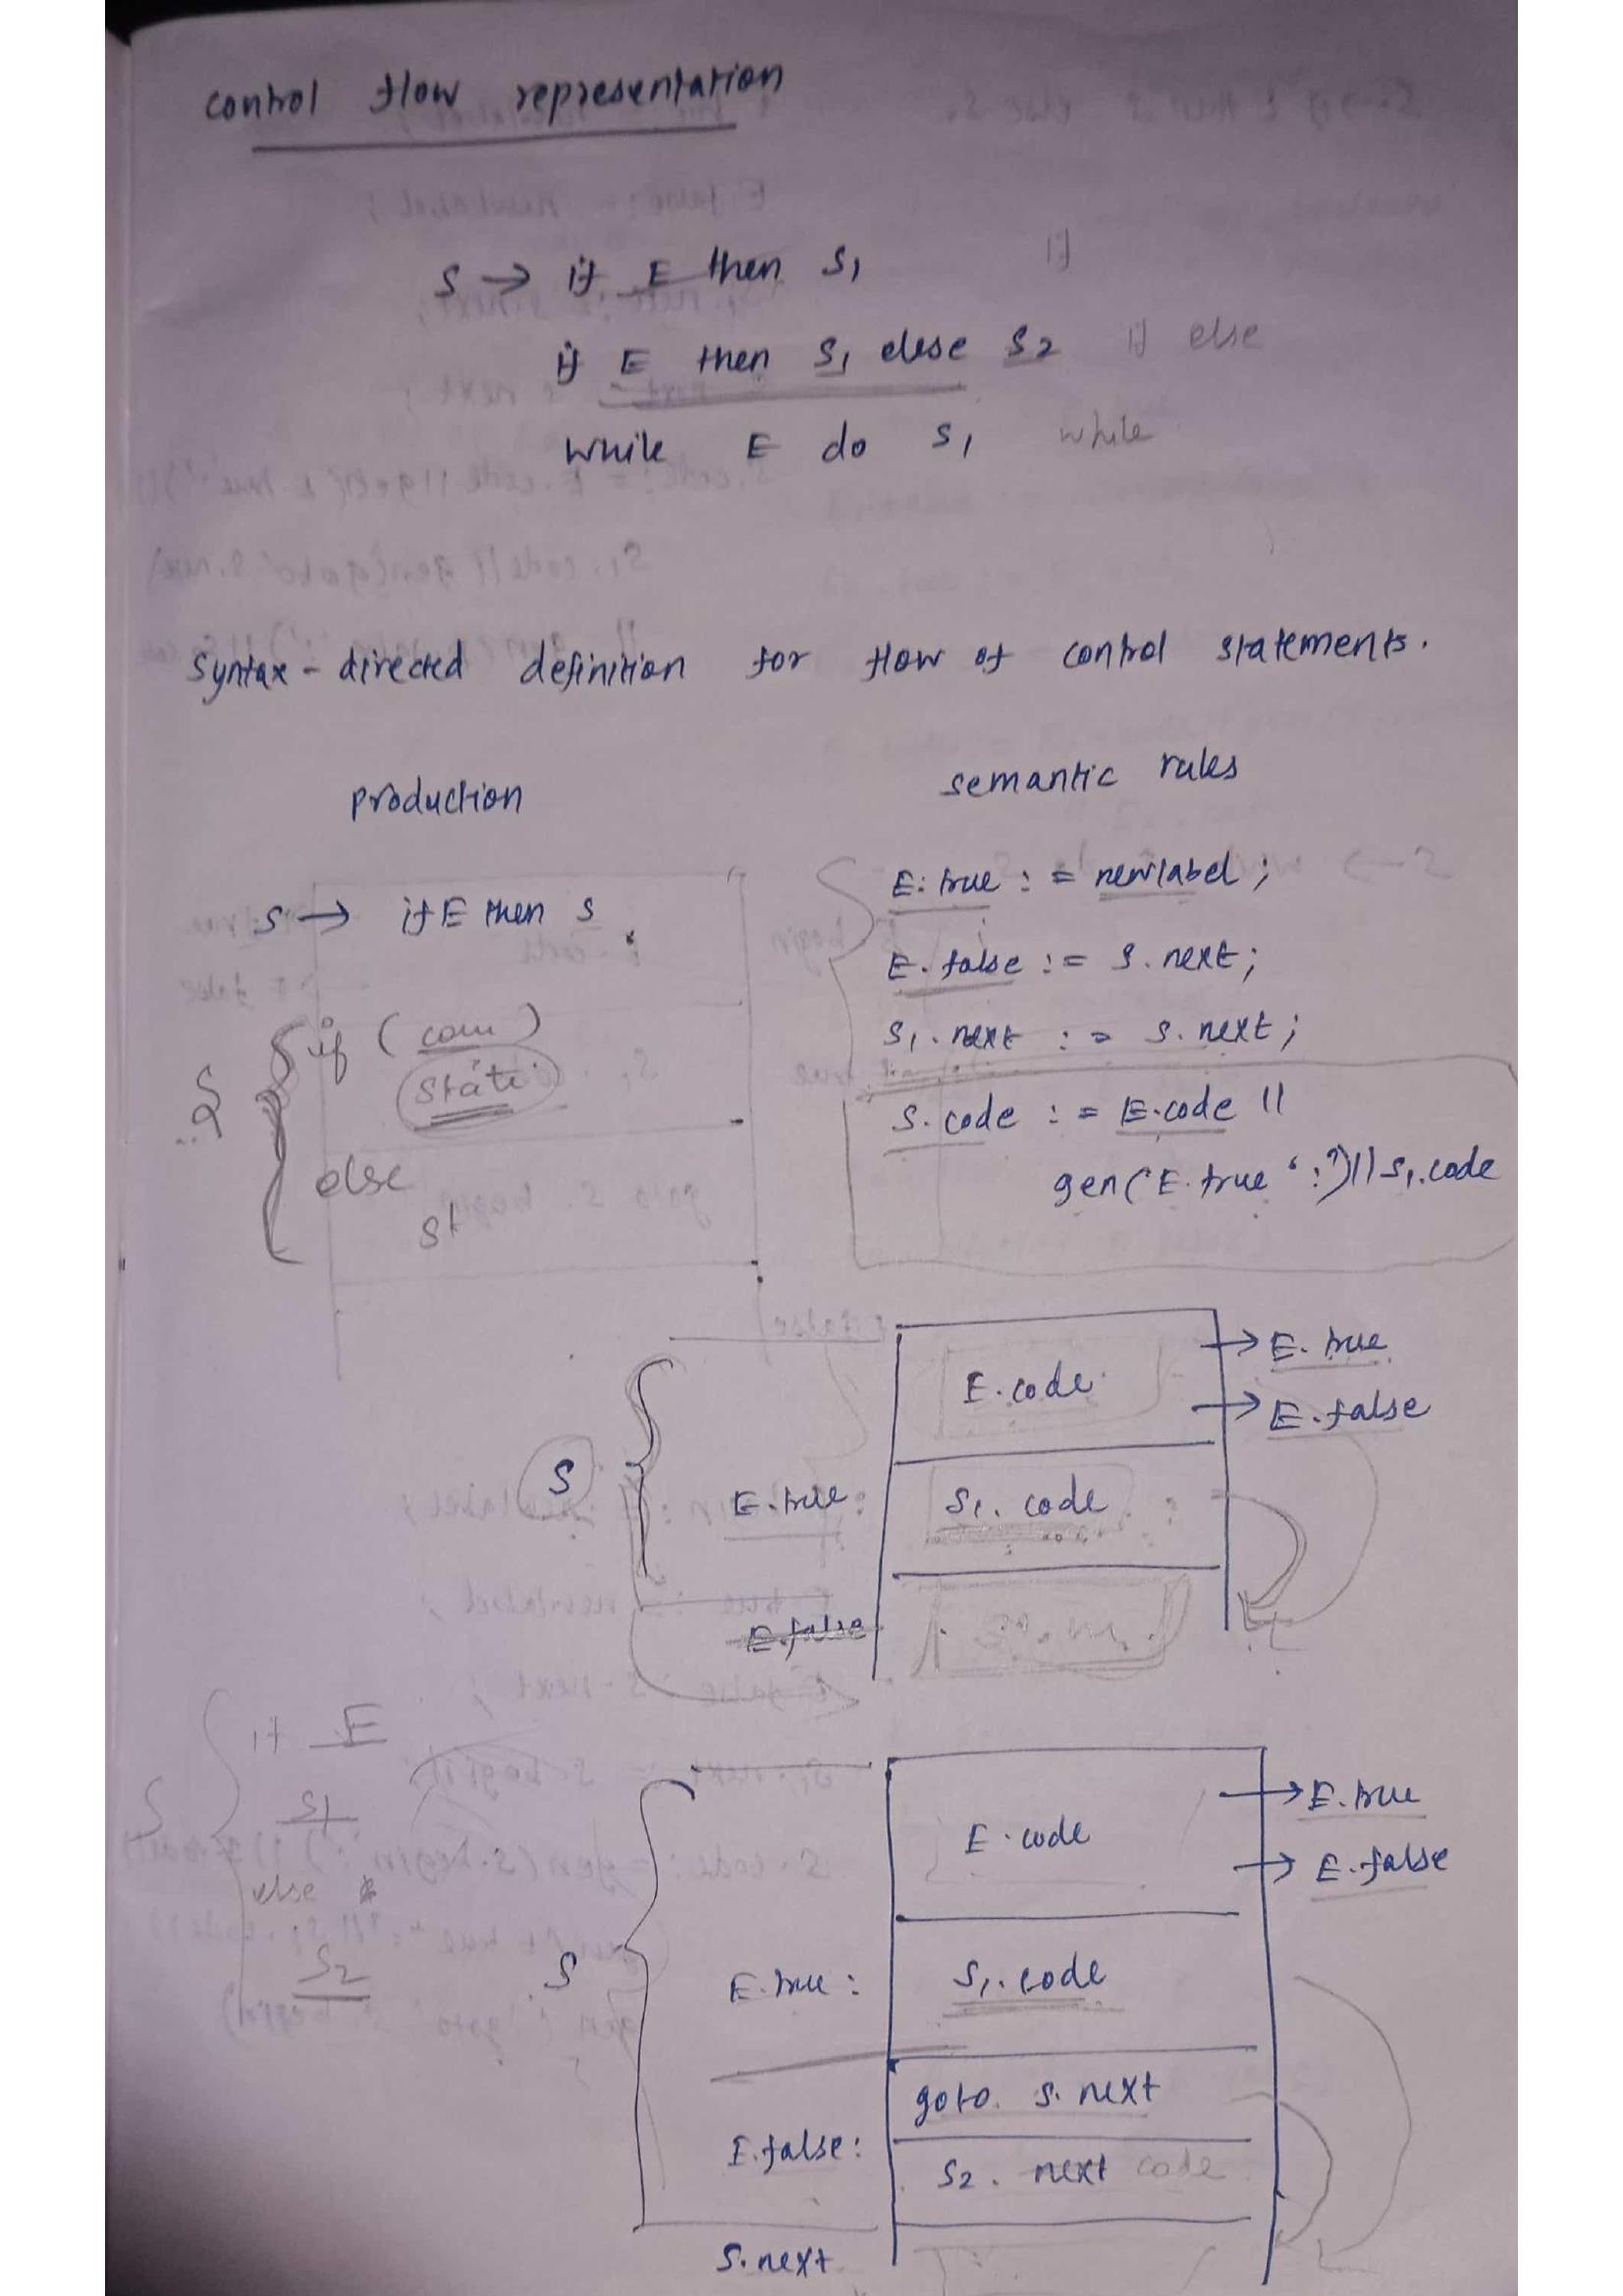 control flow representation
S → if E then S1 if
if E then S1 else S2 if else
while E do S1 while
Syntax-directed definition for flow of control statements.
production semantic rules
S → if E then S
E.true := newlabel;
E.false := S.next;
S1.next := S.next;
S.code := E.code ||
gen(E.true ':') || S1.code
S if (
else
St
E.code → E.true
→ E.false
S E.true : S1.code
E.false
S if E
S1
else
S2
E.code → E.true
→ E.false
S E.true : S1.code
goto S.next
E.false : S2. next code
S.next